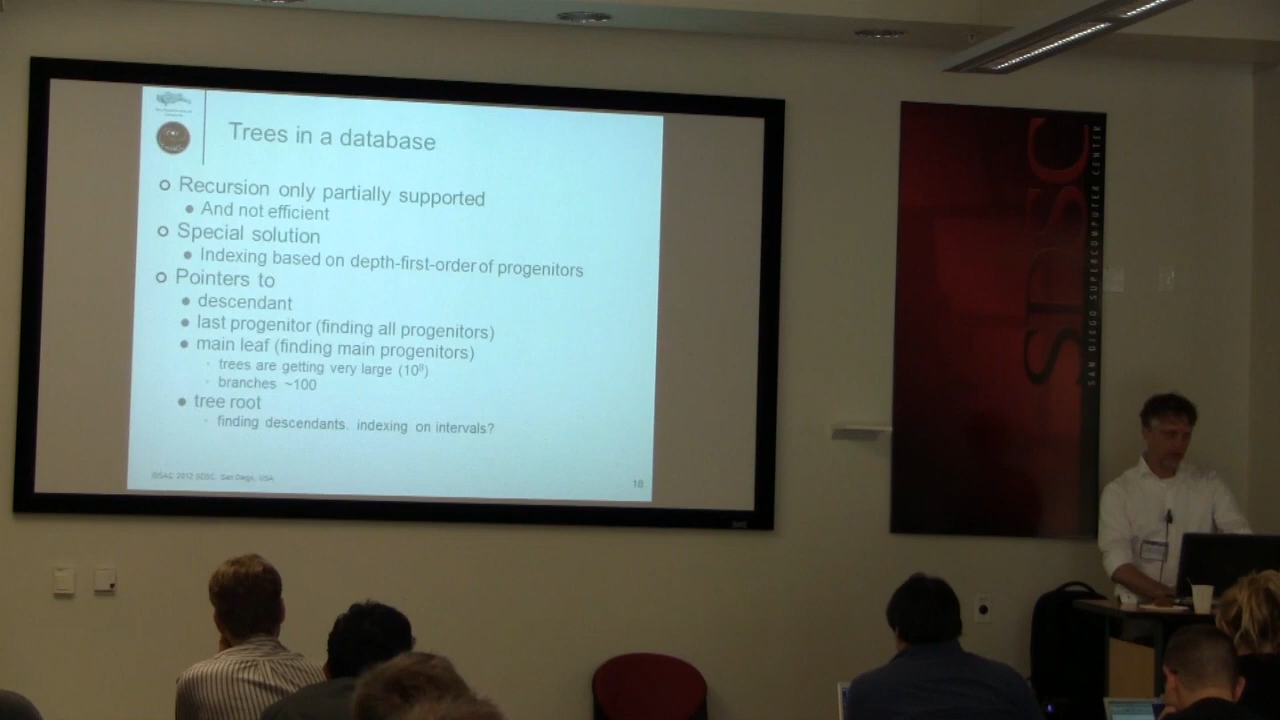 Trees in a database
Recursion only partially supported
And not efficient
Special solution
Indexing based on depth-first-order of progenitors
Pointers to
descendant
last progenitor (finding all progenitors)
main leaf (finding main progenitors)
trees are getting very large (10⁹)
branches ~100
tree root
finding descendants. indexing on intervals?
2012 SDSC, San Diego, USA
18
SDSC
SAN DIEGO SUPERCOMPUTER CENTER